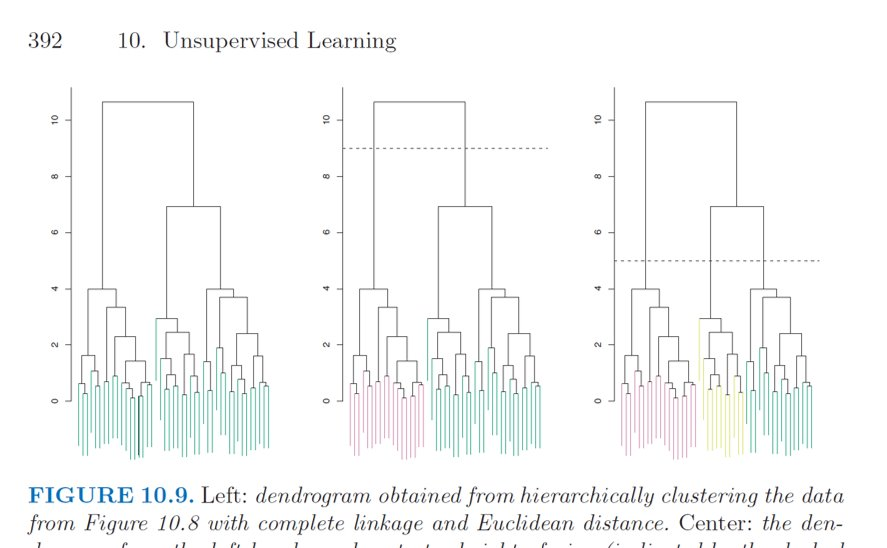 392 10. Unsupervised Learning
10 10 10
8 8 8
6 6 6
4 4 4
2 2 2
0 0 0
FIGURE 10.9. Left: dendrogram obtained from hierarchically clustering the data
from Figure 10.8 with complete linkage and Euclidean distance. Center: the den-